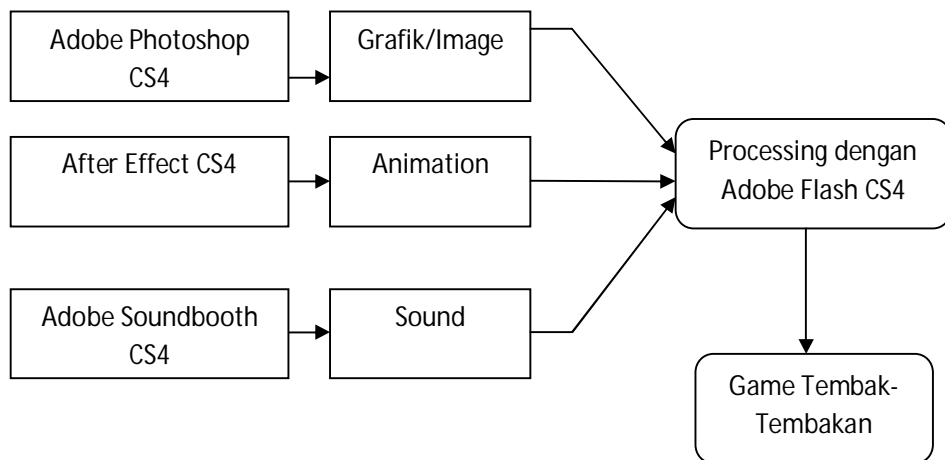 Adobe Photoshop
CS4
Grafik/Image
After Effect CS4
Animation
Processing dengan
Adobe Flash CS4
Adobe Soundbooth
CS4
Sound
Game Tembak-
Tembakan